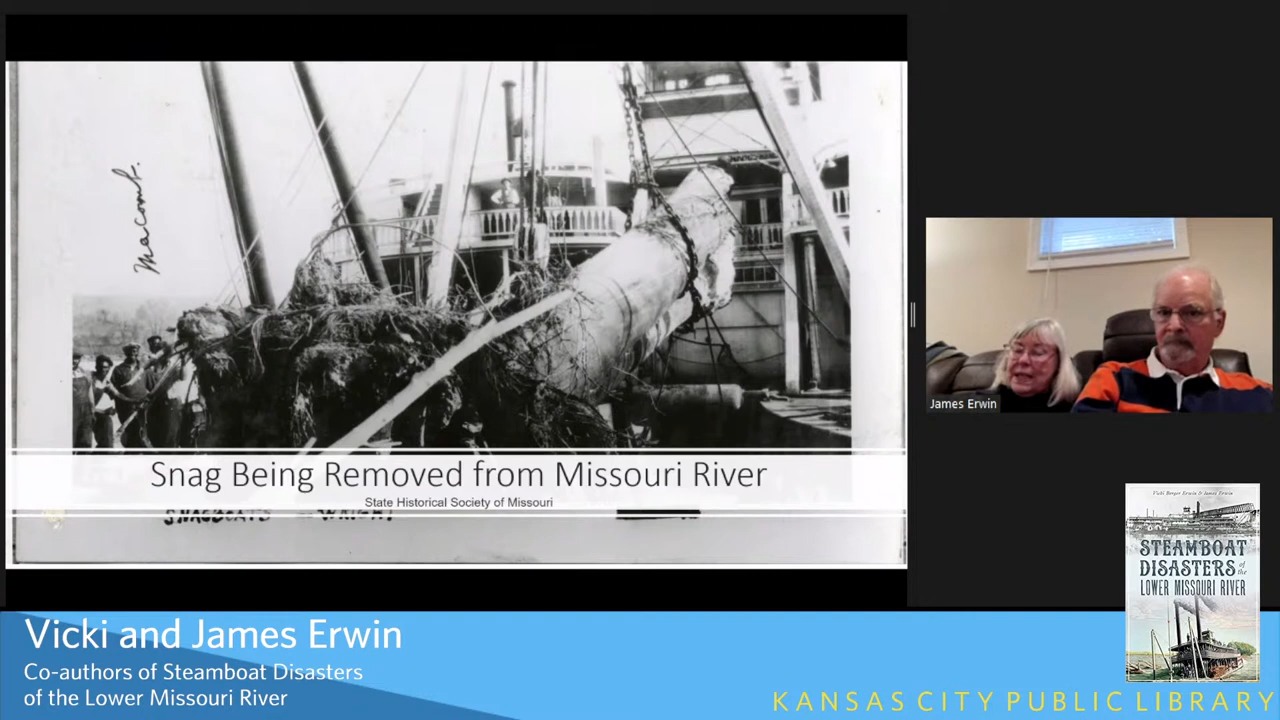 Macomb.
Snag Being Removed from Missouri River
State Historical Society of Missouri
James Erwin
Vicki Berger Erwin & James Erwin
STEAMBOAT
DISASTERS
of the
LOWER MISSOURI RIVER
Vicki and James Erwin
Co-authors of Steamboat Disasters
of the Lower Missouri River
KANSAS CITY PUBLIC LIBRARY